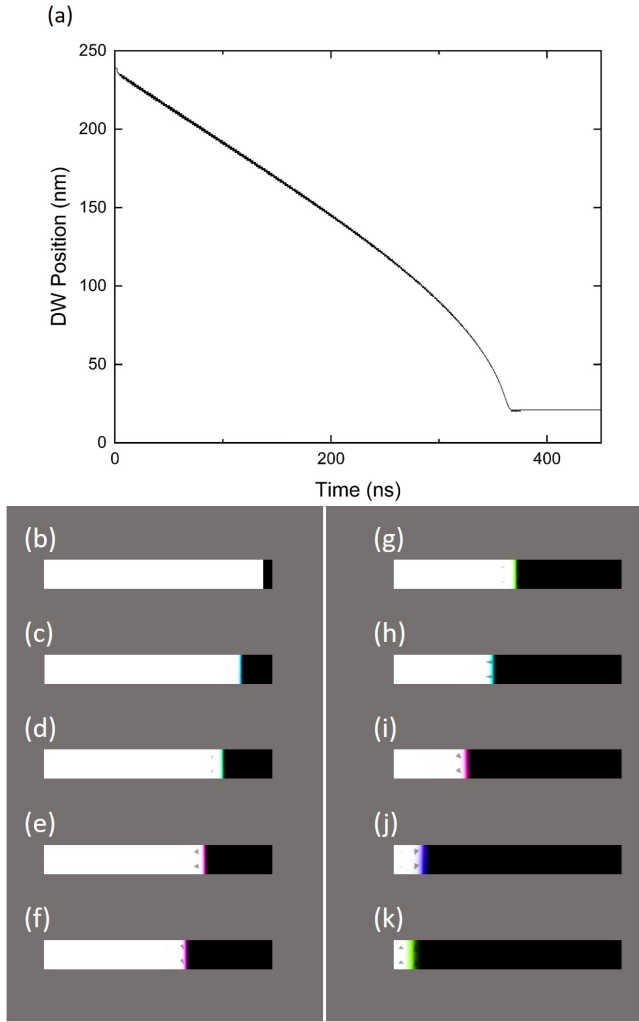 (a)
250
200
150
100
50
0
DW Position (nm)
0 200 400
Time (ns)
(b)
(c)
(d)
(e)
(f)
(g)
(h)
(i)
(j)
(k)